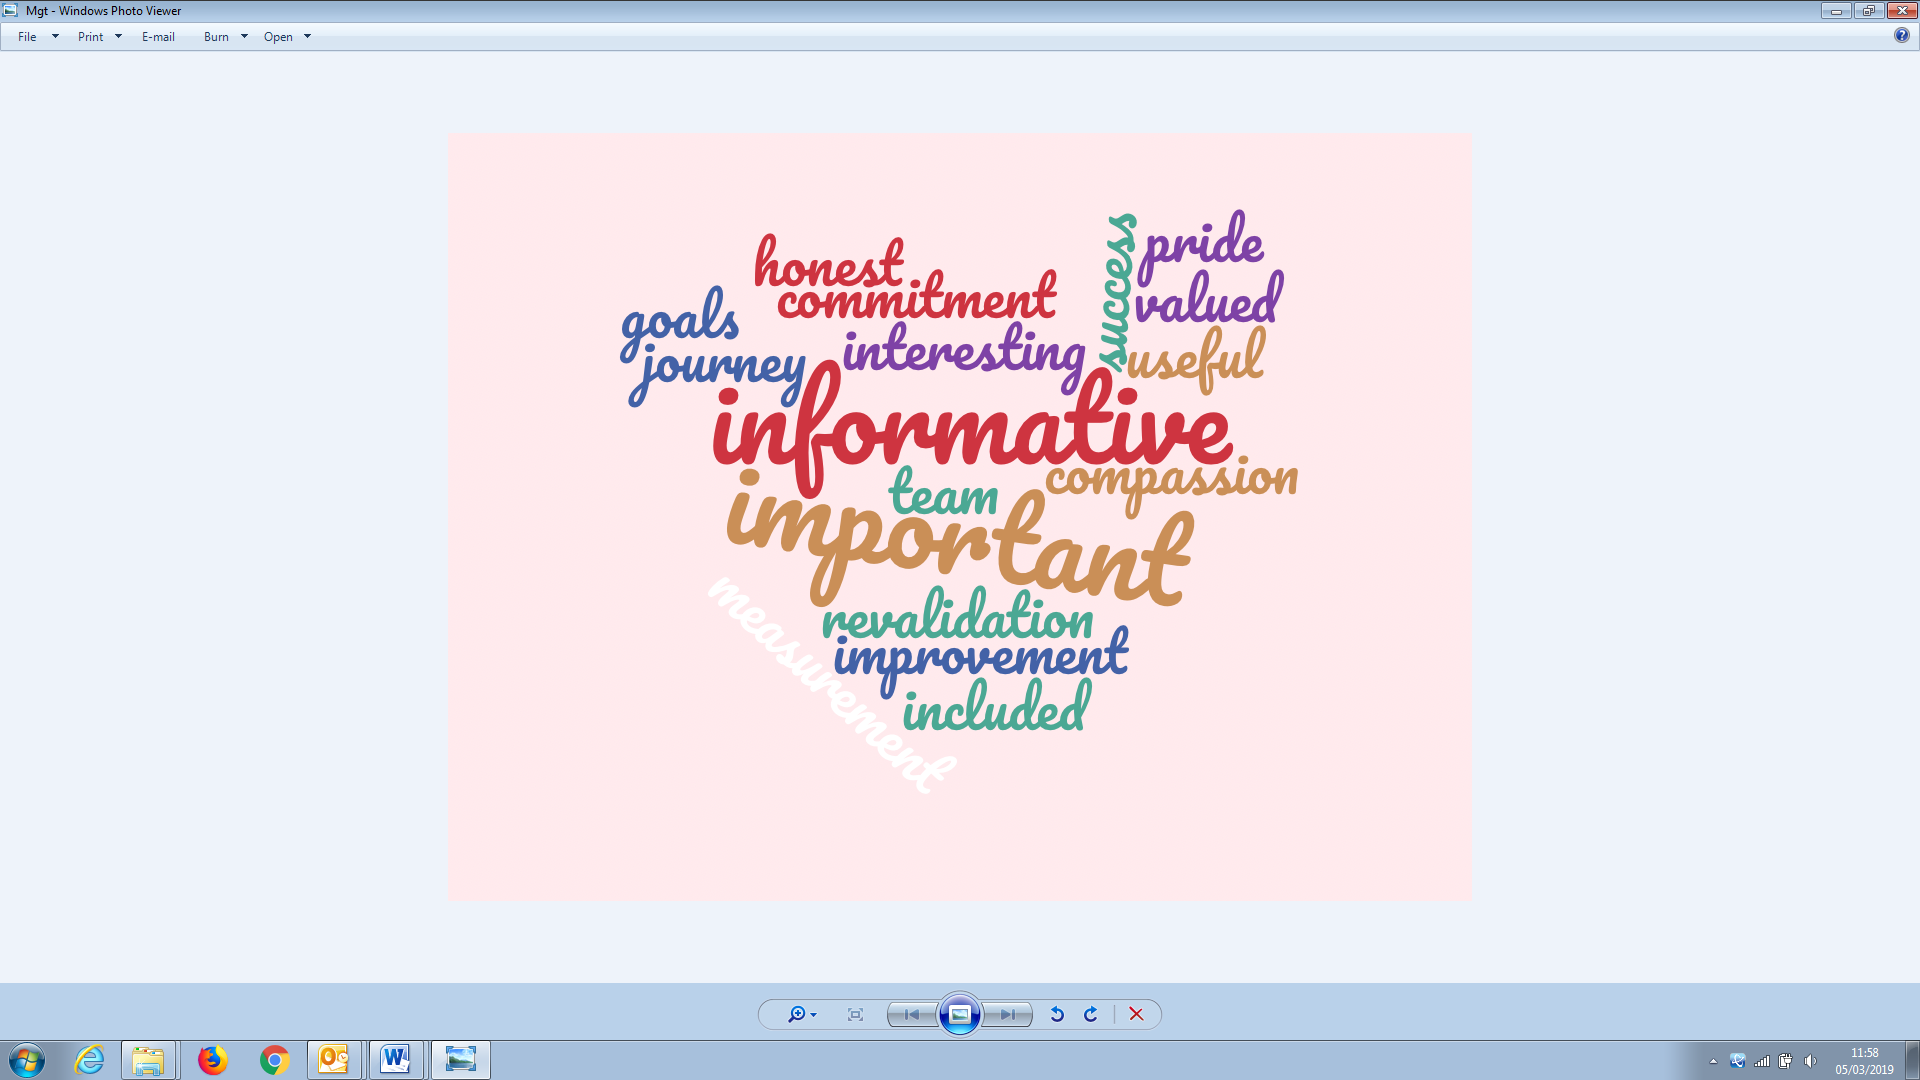 Mgt - Windows Photo Viewer
File Print E-mail Burn Open
success
pride
honest
commitment
valued
goals
interesting
useful
journey
informative
compassion
team
important
measurement
revalidation
improvement
included
11:58
05/03/2019